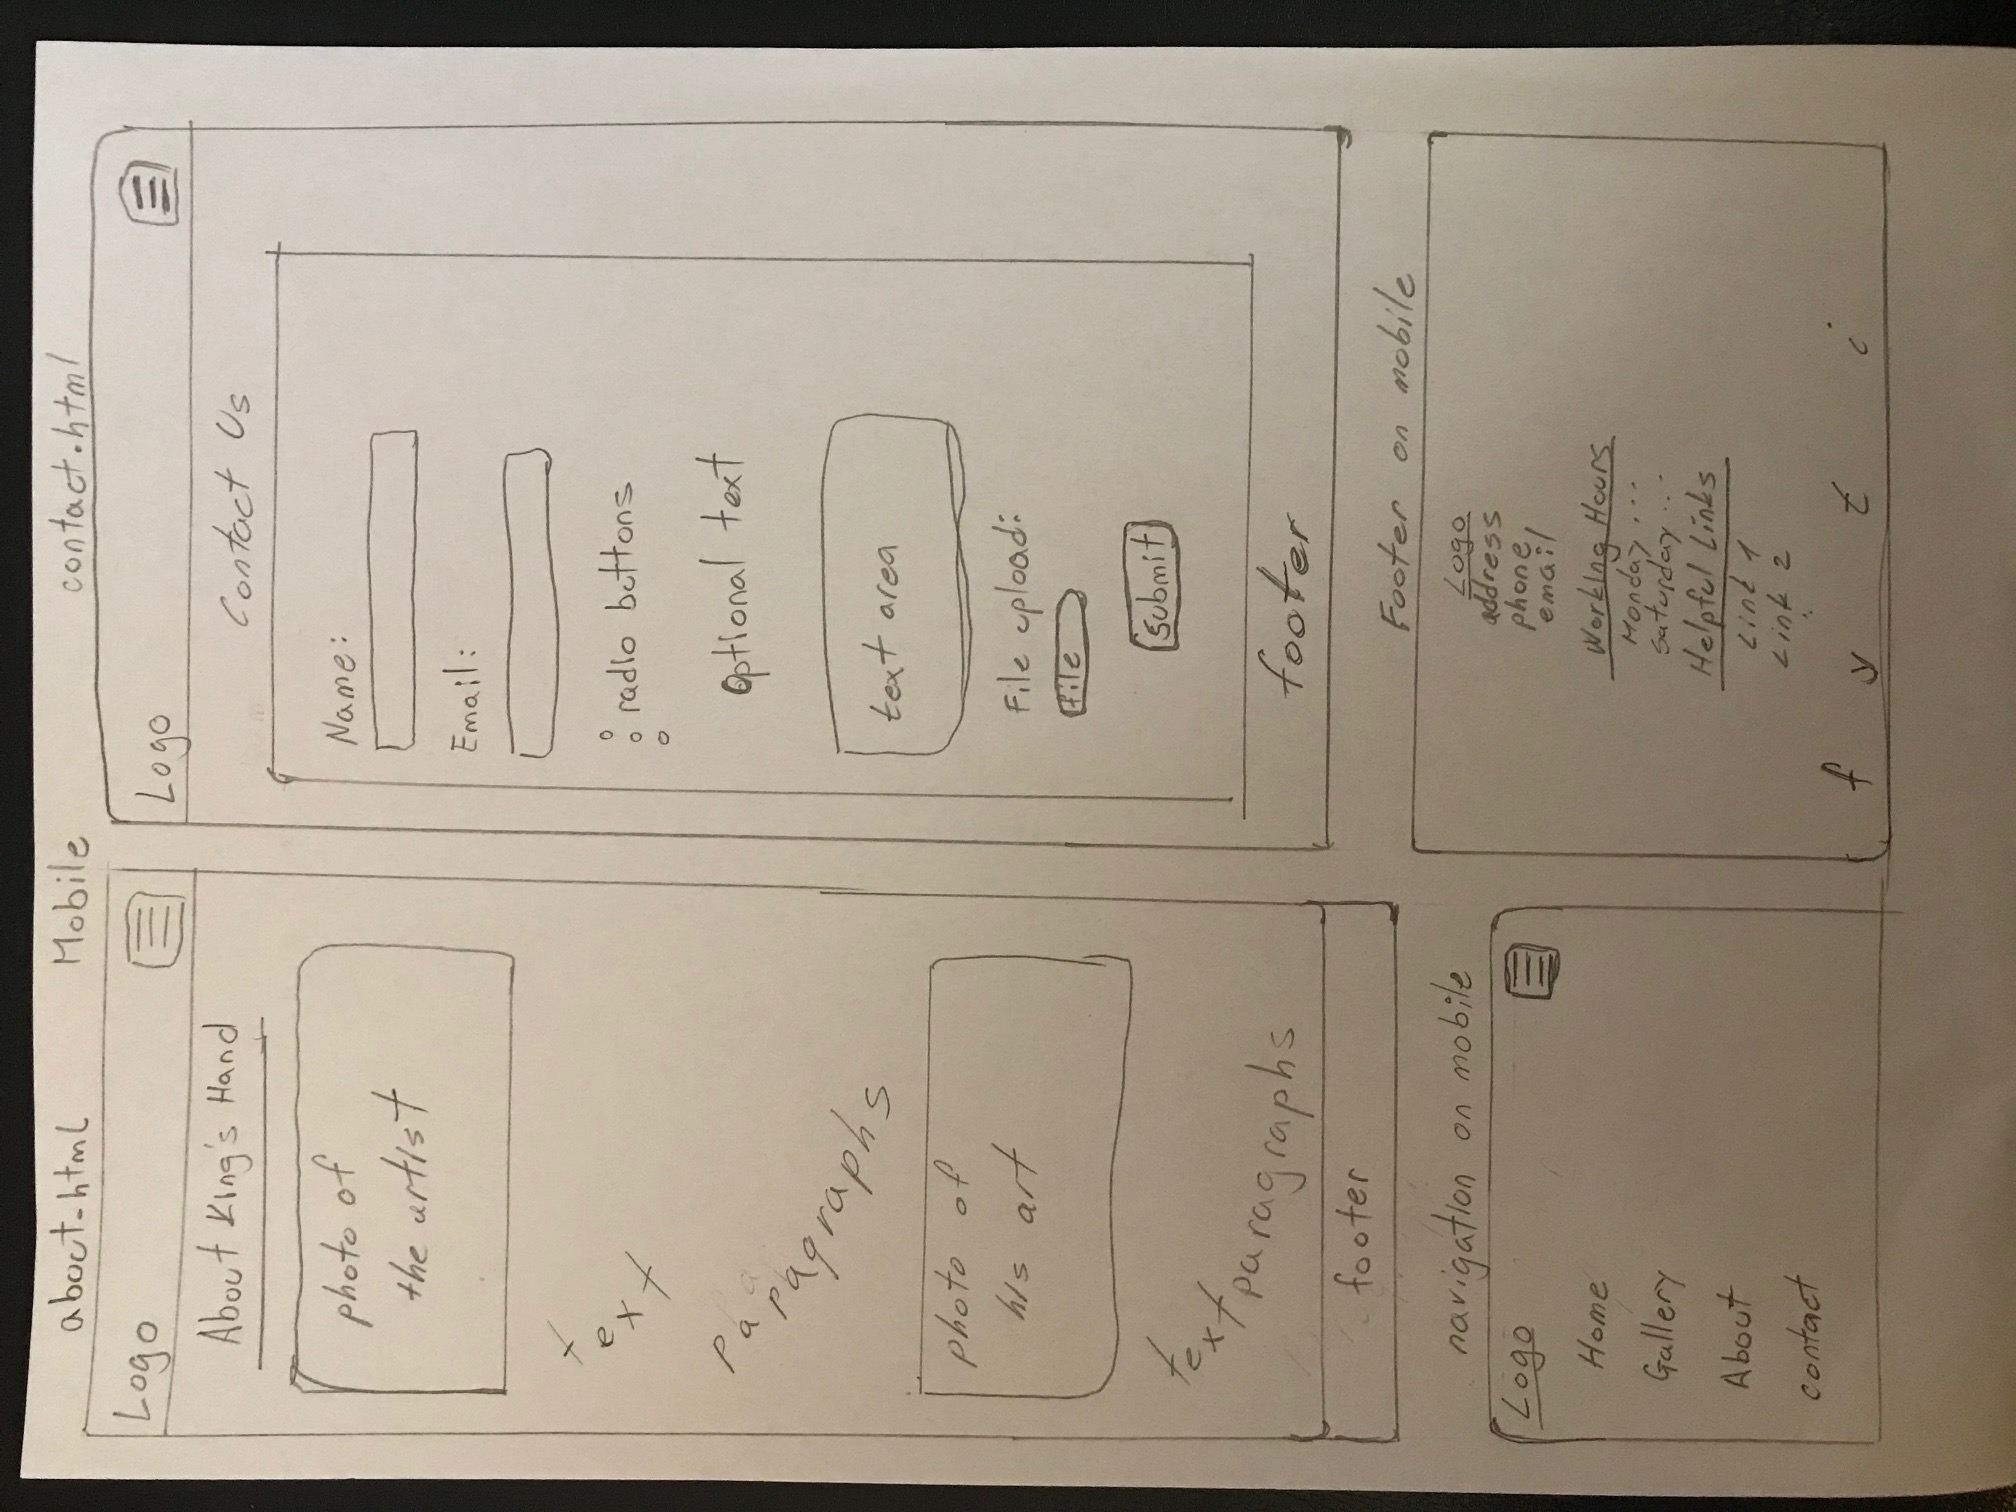 about.html
Mobile
contact.html
Logo
About King's Hand
photo of
the artist
text
paragraphs
photo of
his art
text paragraphs
footer
Logo
Contact Us
Name:
Email:
radio buttons
Optional text
text area
File upload:
file
submit
footer
navigation on mobile
Logo
Home
Gallery
About
contact
Footer on mobile
Logo
address
phone
email
Working Hours
Monday ...
Saturday ...
Helpful Links
Link 1
Link 2
:
f y t i